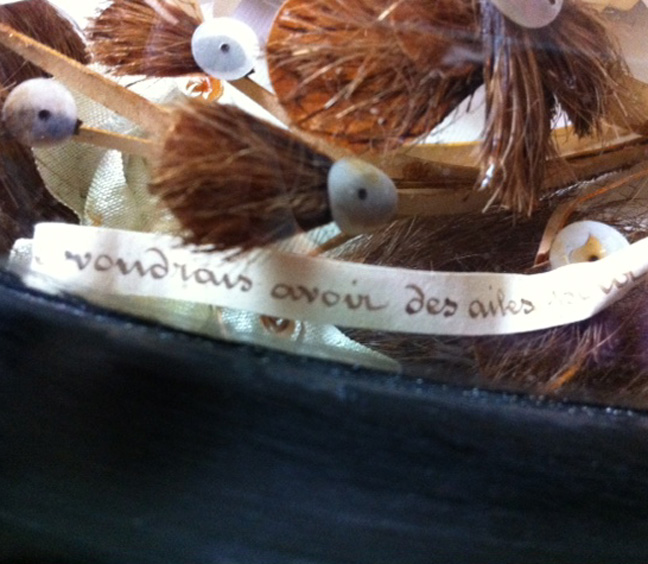 voudrais avoir des ailes